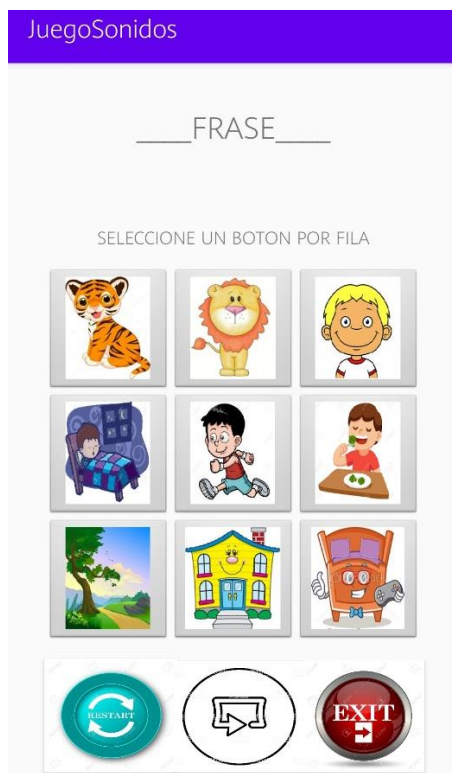 JuegoSonidos
____FRASE____
SELECCIONE UN BOTON POR FILA
RESTART
EXIT